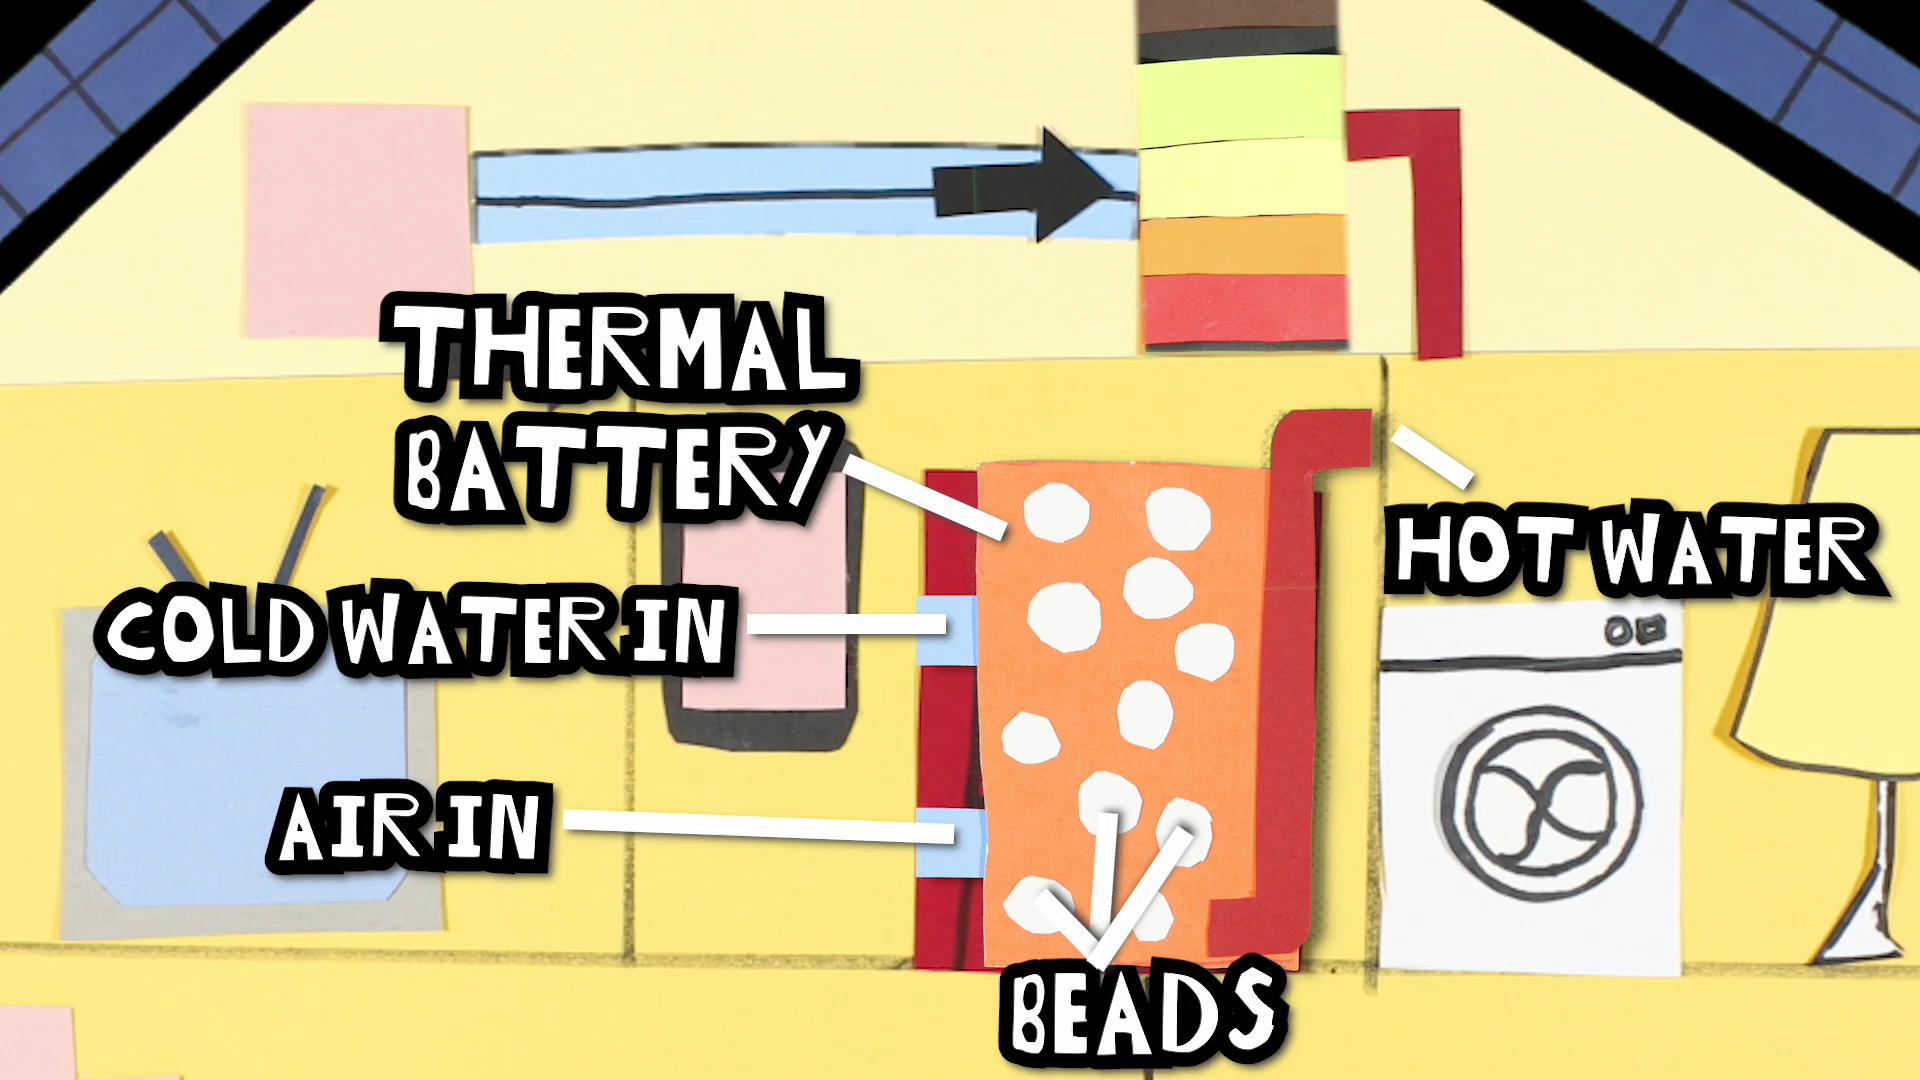 THERMAL
BATTERY
COLD WATER IN
HOT WATER
AIR IN
BEADS